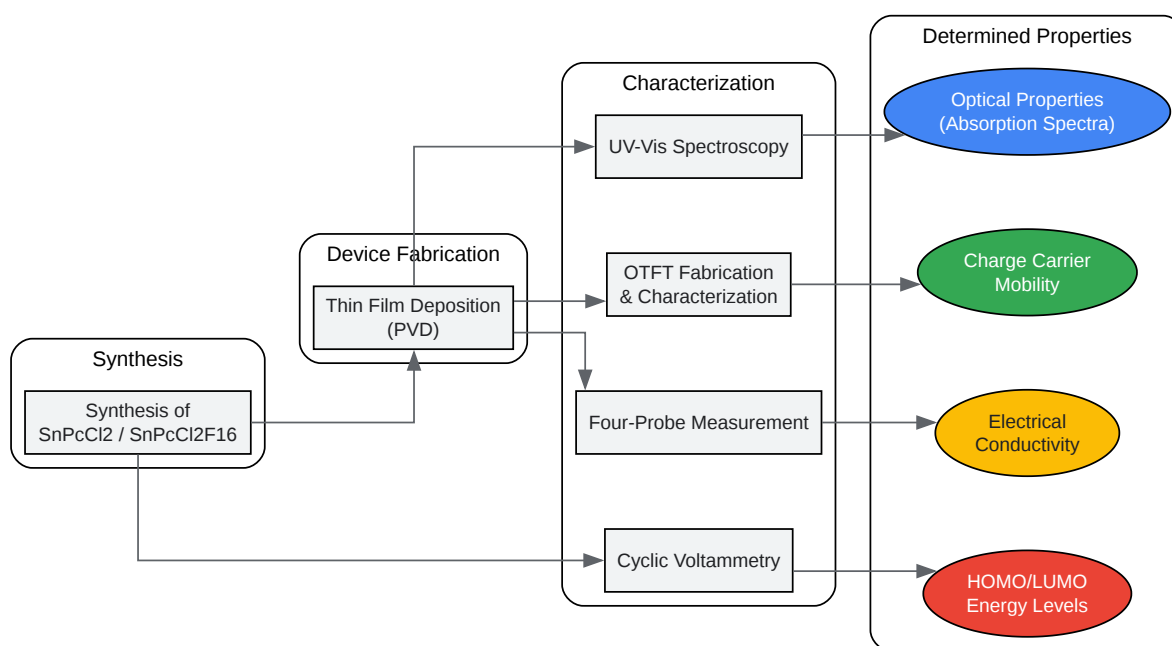 Synthesis
Synthesis of
SnPcCl2 / SnPcCl2F16
Device Fabrication
Thin Film Deposition
(PVD)
Characterization
UV-Vis Spectroscopy
OTFT Fabrication
& Characterization
Four-Probe Measurement
Cyclic Voltammetry
Determined Properties
Optical Properties
(Absorption Spectra)
Charge Carrier
Mobility
Electrical
Conductivity
HOMO/LUMO
Energy Levels